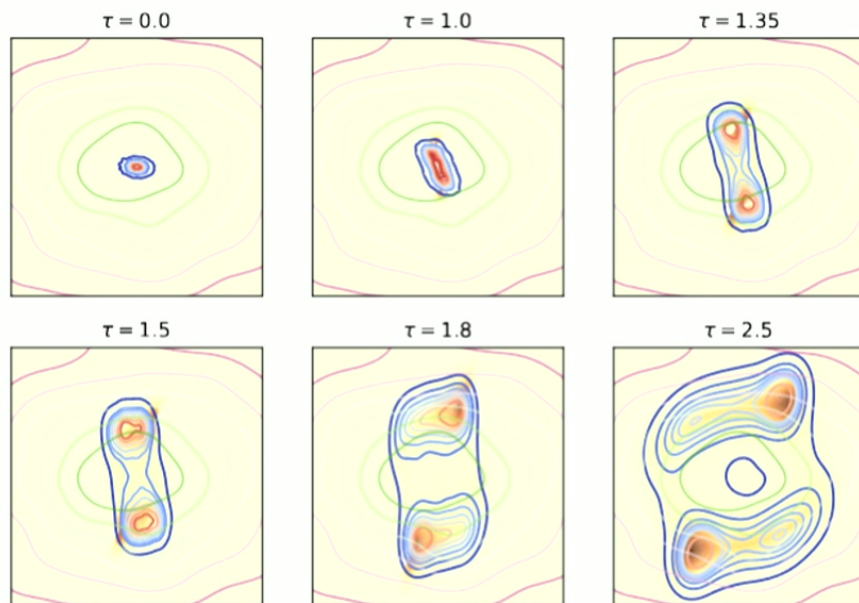 τ = 0.0
τ = 1.0
τ = 1.35
τ = 1.5
τ = 1.8
τ = 2.5